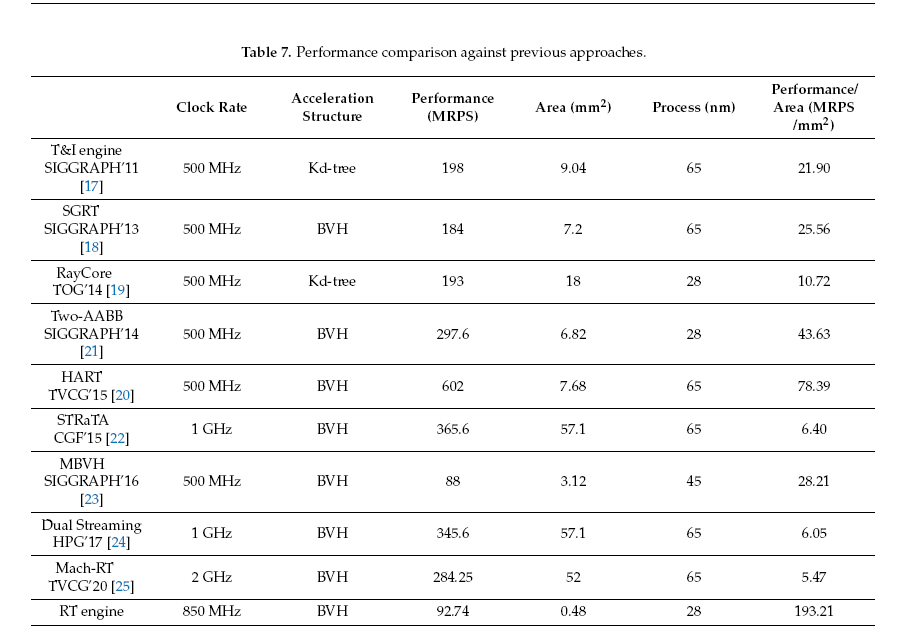 Table 7. Performance comparison against previous approaches.
Clock Rate Acceleration Structure Performance (MRPS) Area (mm²) Process (nm) Performance/ Area (MRPS /mm²)
T&I engine SIGGRAPH'11 [17] 500 MHz Kd-tree 198 9.04 65 21.90
SGRT SIGGRAPH'13 [18] 500 MHz BVH 184 7.2 65 25.56
RayCore TOG'14 [19] 500 MHz Kd-tree 193 18 28 10.72
Two-AABB SIGGRAPH'14 [21] 500 MHz BVH 297.6 6.82 28 43.63
HART TVCG'15 [20] 500 MHz BVH 602 7.68 65 78.39
STRaTA CGF'15 [22] 1 GHz BVH 365.6 57.1 65 6.40
MBVH SIGGRAPH'16 [23] 500 MHz BVH 88 3.12 45 28.21
Dual Streaming HPG'17 [24] 1 GHz BVH 345.6 57.1 65 6.05
Mach-RT TVCG'20 [25] 2 GHz BVH 284.25 52 65 5.47
RT engine 850 MHz BVH 92.74 0.48 28 193.21